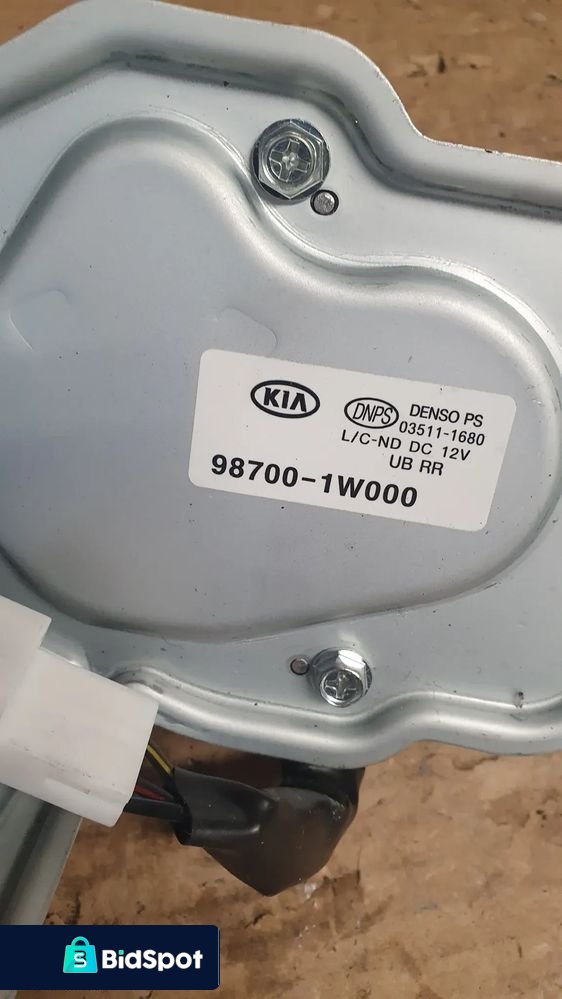 KIA
DNPS
DENSO PS
03511-1680
L/C-ND DC 12V
UB RR
98700-1W000
S
BidSpot